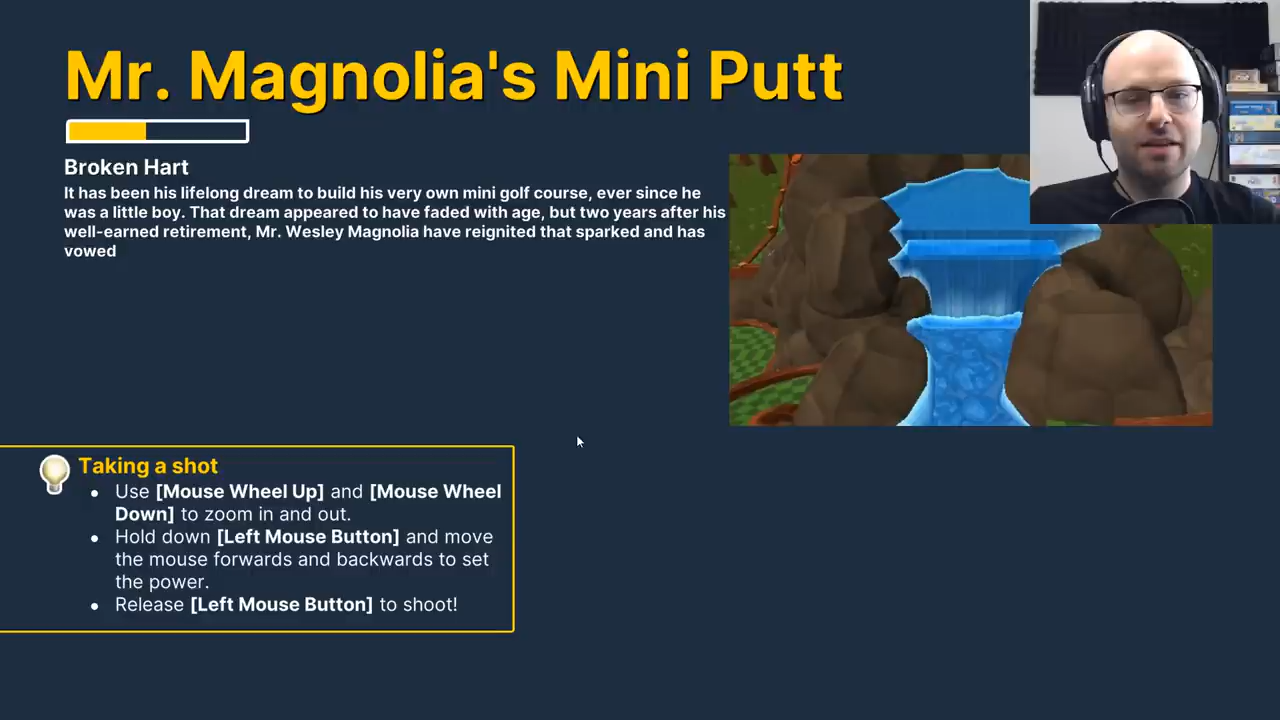 Mr. Magnolia's Mini Putt
Broken Hart
It has been his lifelong dream to build his very own mini golf course, ever since he
was a little boy. That dream appeared to have faded with age, but two years after his
well-earned retirement, Mr. Wesley Magnolia have reignited that sparked and has
vowed
Taking a shot
Use [Mouse Wheel Up] and [Mouse Wheel
Down] to zoom in and out.
Hold down [Left Mouse Button] and move
the mouse forwards and backwards to set
the power.
Release [Left Mouse Button] to shoot!